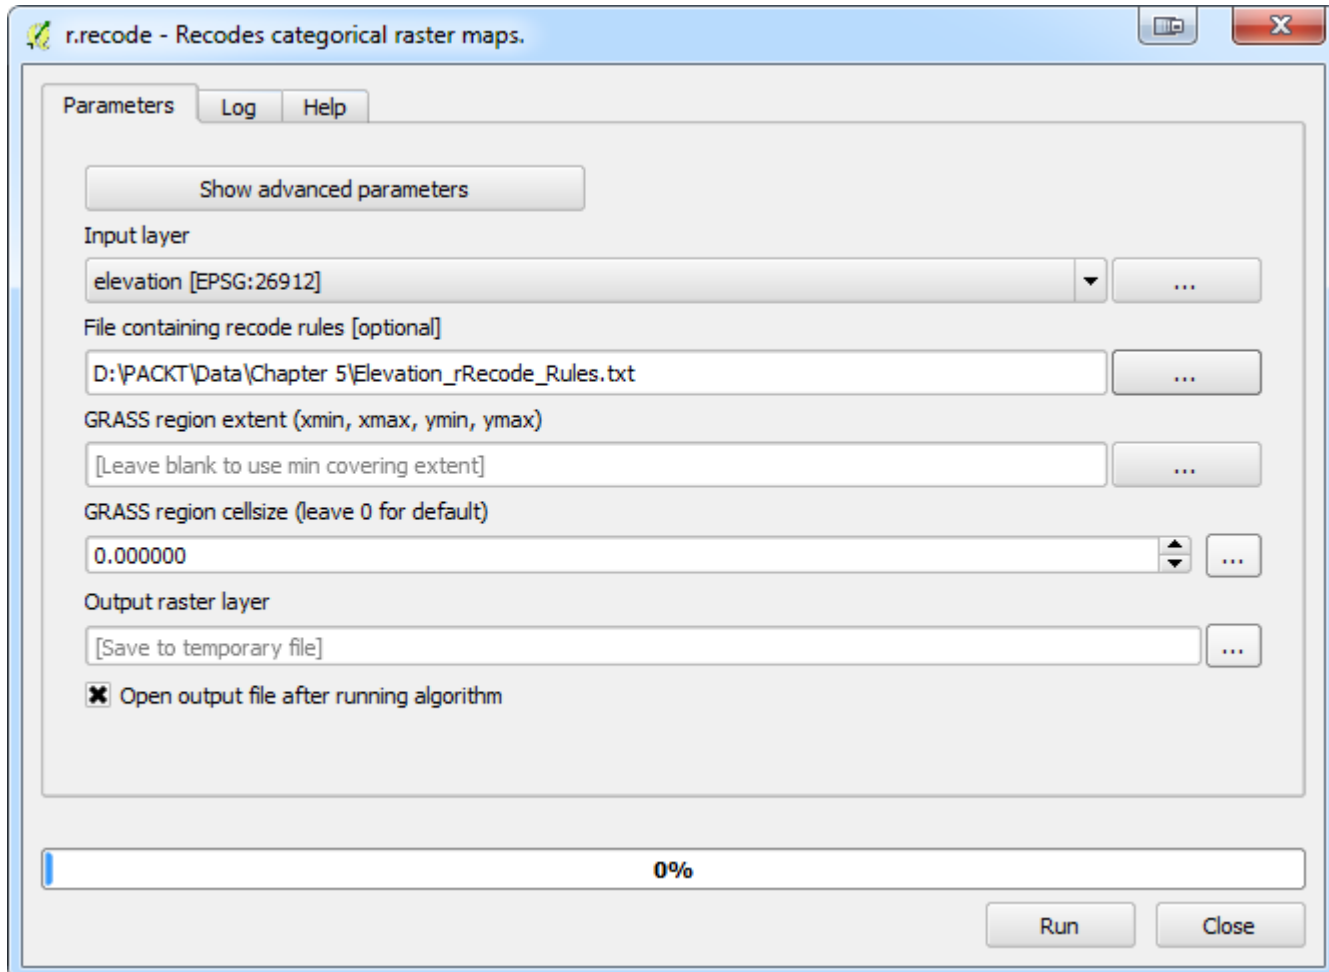 r.recode - Recodes categorical raster maps.
Parameters Log Help
Show advanced parameters
Input layer
elevation [EPSG:26912] ...
File containing recode rules [optional]
D:\PACKT\Data\Chapter 5\Elevation_rRecode_Rules.txt ...
GRASS region extent (xmin, xmax, ymin, ymax)
[Leave blank to use min covering extent] ...
GRASS region cellsize (leave 0 for default)
0.000000 ...
Output raster layer
[Save to temporary file] ...
Open output file after running algorithm
0%
Run Close